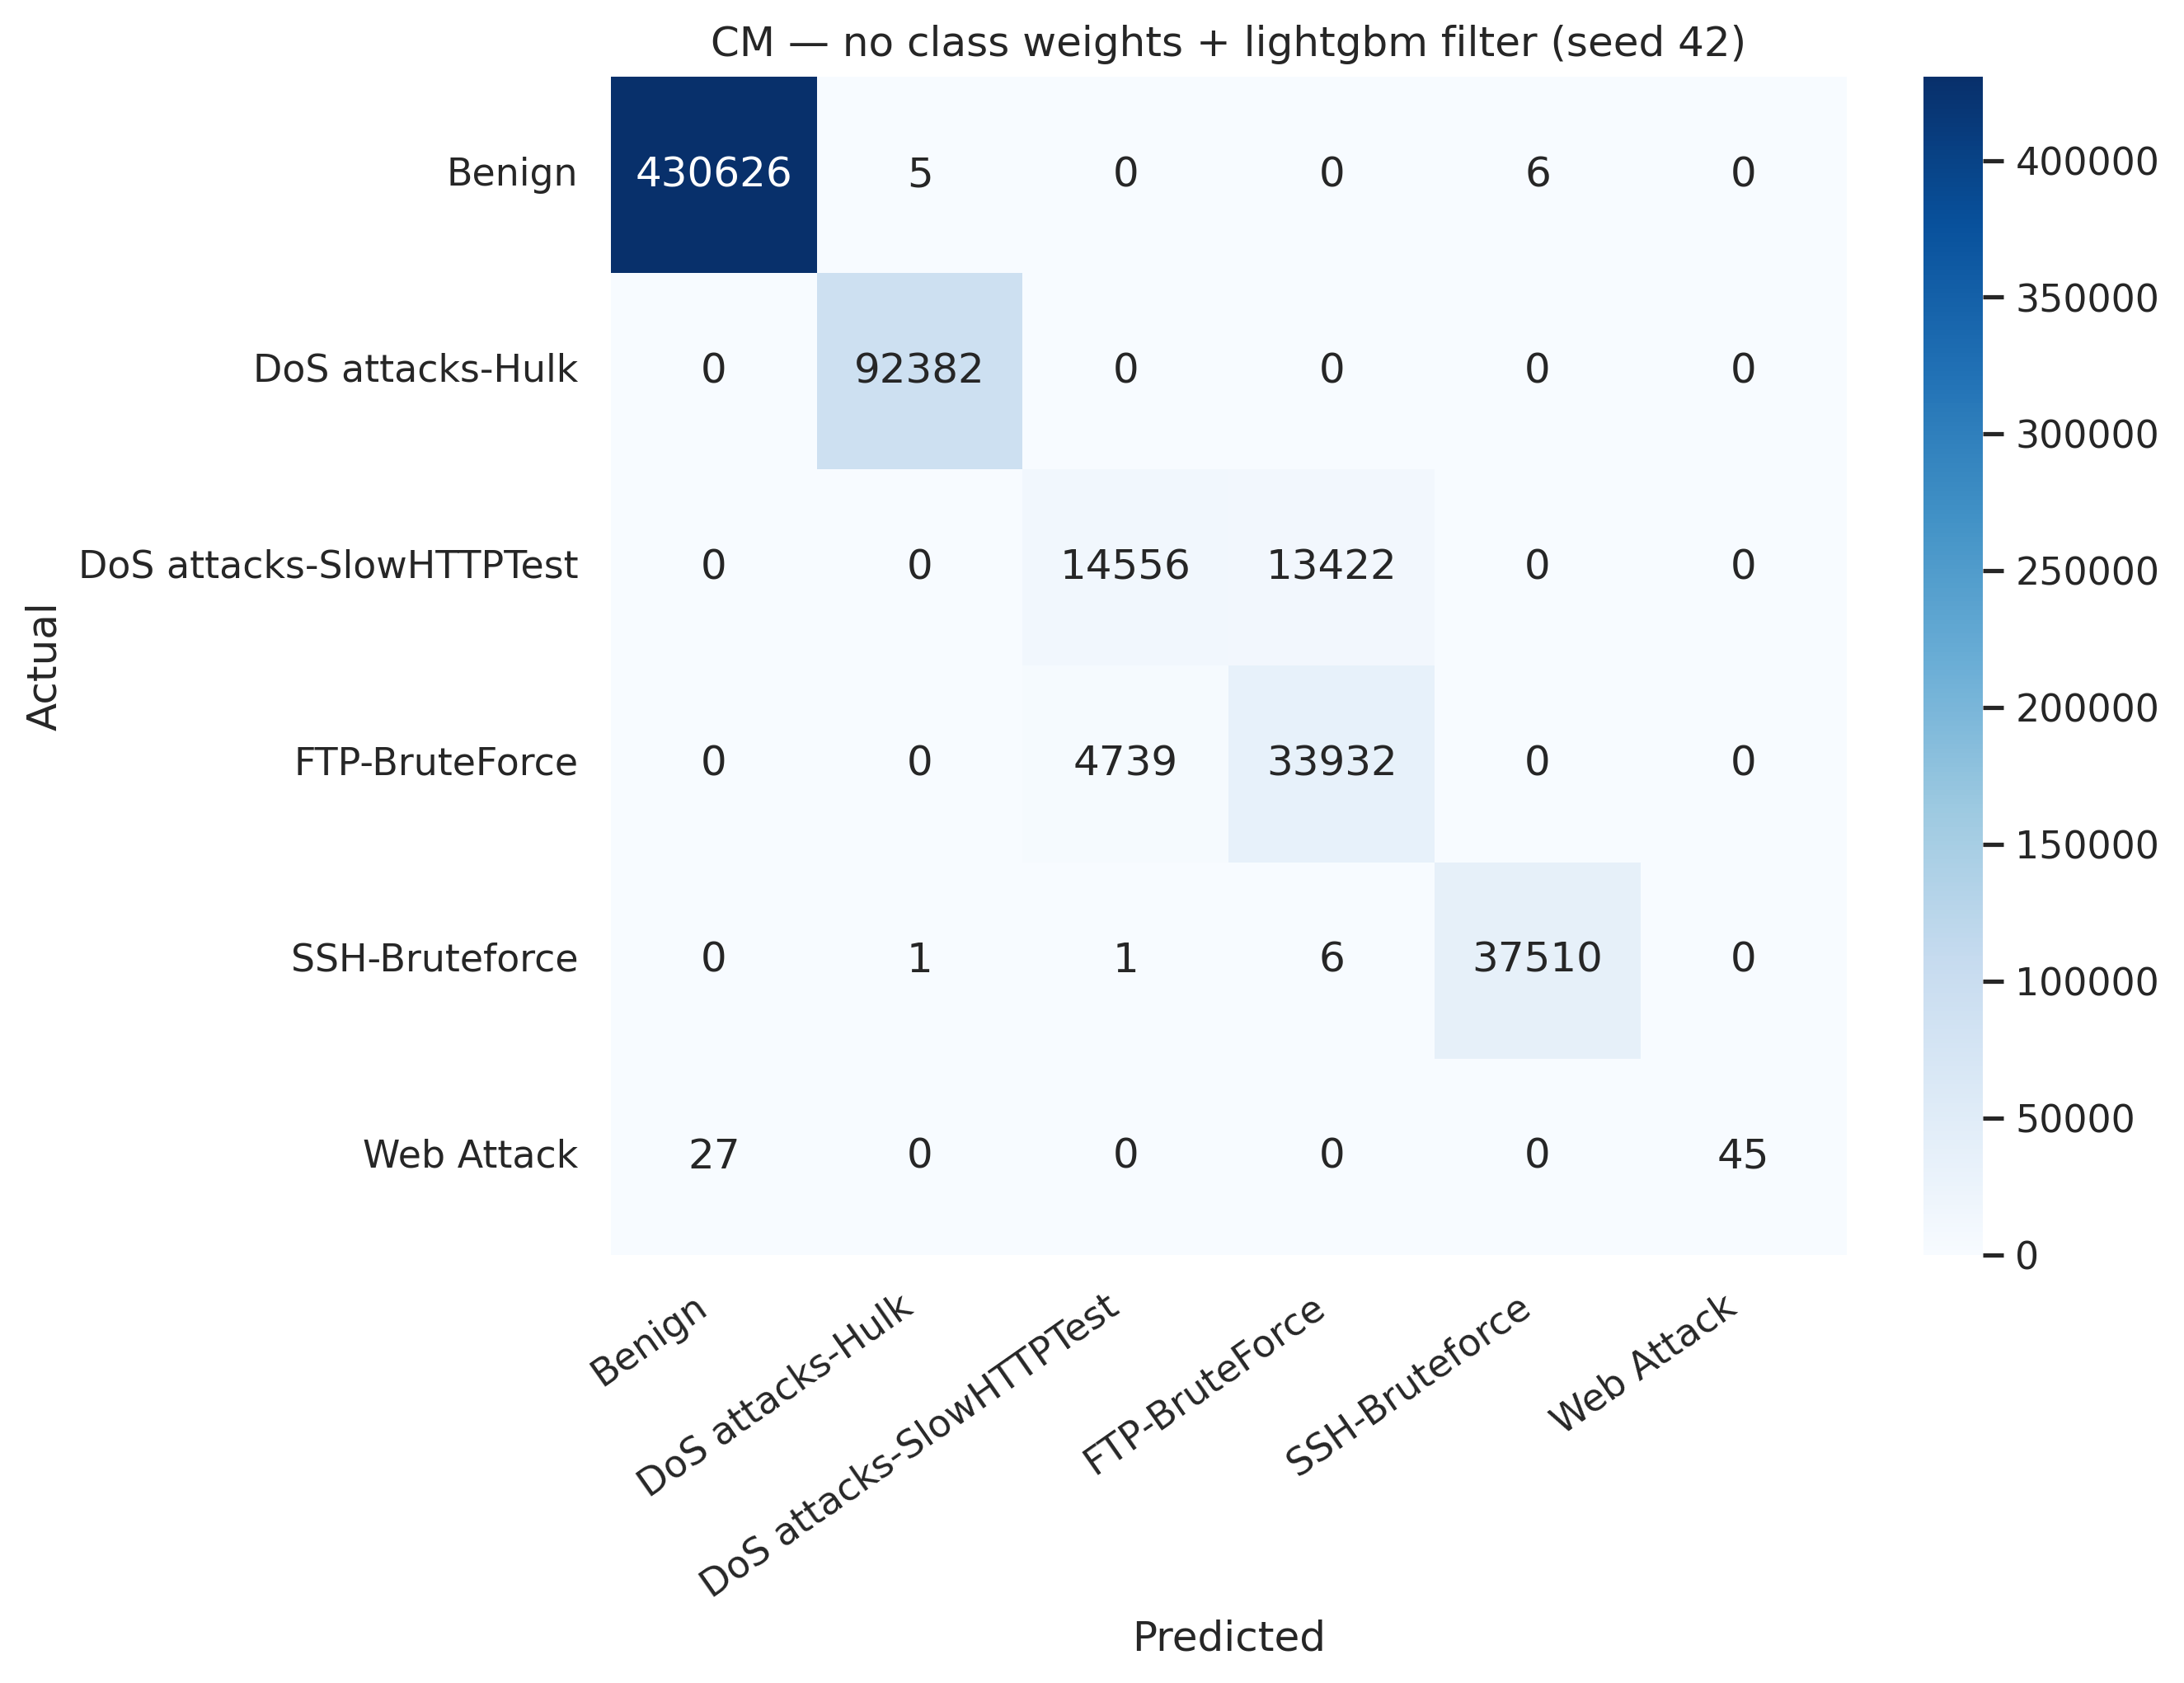 CM — no class weights + lightgbm filter (seed 42)
Actual
Benign 430626 5 0 0 6 0
DoS attacks-Hulk 0 92382 0 0 0 0
DoS attacks-SlowHTTPTest 0 0 14556 13422 0 0
FTP-BruteForce 0 0 4739 33932 0 0
SSH-Bruteforce 0 1 1 6 37510 0
Web Attack 27 0 0 0 0 45
Benign
DoS attacks-Hulk
DoS attacks-SlowHTTPTest
FTP-BruteForce
SSH-Bruteforce
Web Attack
Predicted
400000
350000
300000
250000
200000
150000
100000
50000
0